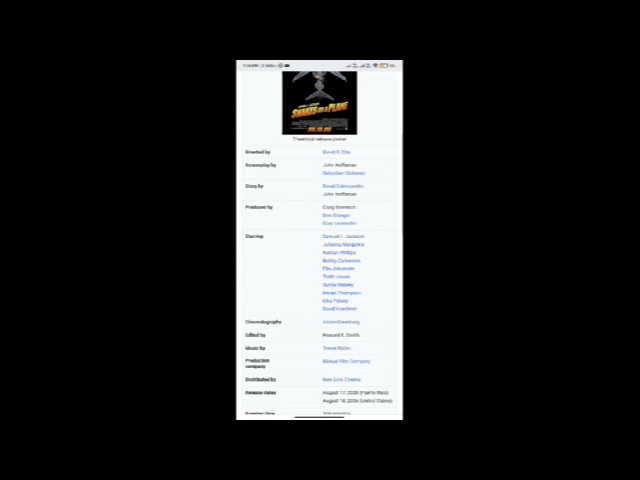 SNAKES ON A PLANE
Theatrical release poster
Directed by
David R. Ellis
Screenplay by
John Heffernan
Sebastian Gutierrez
Story by
David Dalessandro
John Heffernan
Produced by
Craig Berenson
Don Granger
Gary Levinsohn
Starring
Samuel L. Jackson
Julianna Margulies
Nathan Phillips
Bobby Cannavale
Flex Alexander
Todd Louiso
Sunny Mabrey
Kenan Thompson
Elsa Pataky
David Koechner
Cinematography
Adam Greenberg
Edited by
Howard E. Smith
Music by
Trevor Rabin
Production
company
Mutual Film Company
Distributed by
New Line Cinema
Release dates
August 17, 2006 (Puerto Rico)
August 18, 2006 (United States)